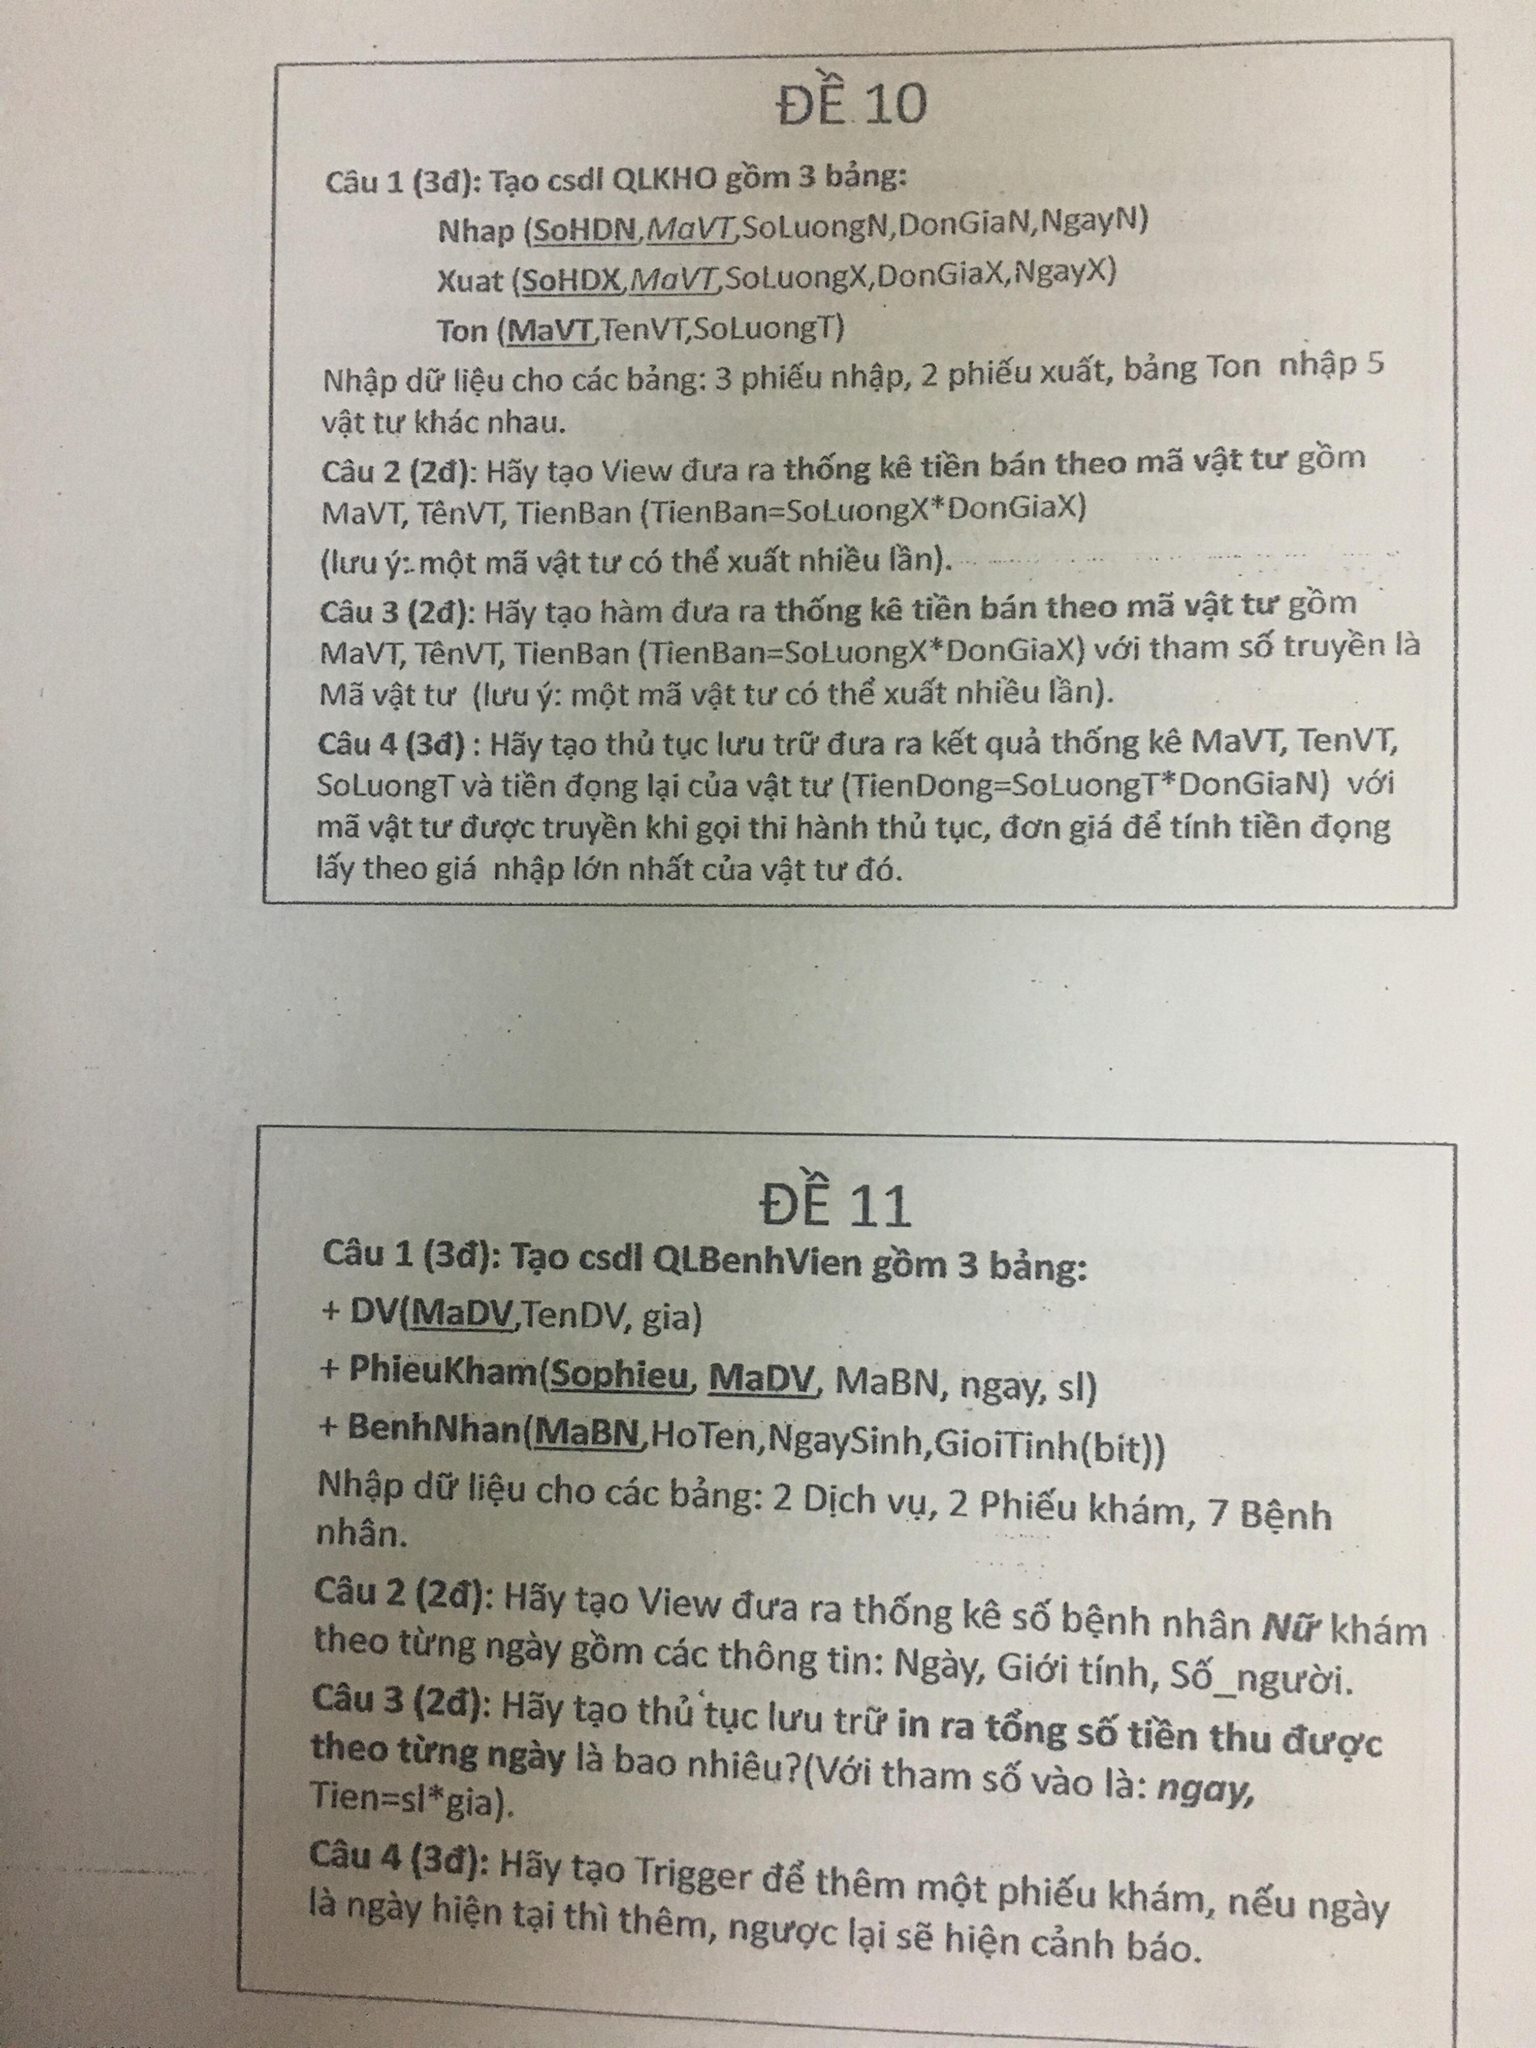 ĐỀ 10
Câu 1 (3đ): Tạo csdl QLKHO gồm 3 bảng:
Nhap (SoHDN,MaVT,SoLuongN,DonGiaN,NgayN)
Xuat (SoHDX,MaVT,SoLuongX,DonGiaX,NgayX)
Ton (MaVT,TenVT,SoLuongT)
Nhập dữ liệu cho các bảng: 3 phiếu nhập, 2 phiếu xuất, bảng Ton nhập 5
vật tư khác nhau.
Câu 2 (2đ): Hãy tạo View đưa ra thống kê tiền bán theo mã vật tư gồm
MaVT, TênVT, TienBan (TienBan=SoLuongX*DonGiaX)
(lưu ý: một mã vật tư có thể xuất nhiều lần).
Câu 3 (2đ): Hãy tạo hàm đưa ra thống kê tiền bán theo mã vật tư gồm
MaVT, TênVT, TienBan (TienBan=SoLuongX*DonGiaX) với tham số truyền là
Mã vật tư (lưu ý: một mã vật tư có thể xuất nhiều lần).
Câu 4 (3đ) : Hãy tạo thủ tục lưu trữ đưa ra kết quả thống kê MaVT, TenVT,
SoLuongT và tiền đọng lại của vật tư (TienDong=SoLuongT*DonGiaN) với
mã vật tư được truyền khi gọi thi hành thủ tục, đơn giá để tính tiền đọng
lấy theo giá nhập lớn nhất của vật tư đó.
ĐỀ 11
Câu 1 (3đ): Tạo csdl QLBenhVien gồm 3 bảng:
+ DV(MaDV,TenDV, gia)
+ PhieuKham(Sophieu, MaDV, MaBN, ngay, sl)
+ BenhNhan(MaBN,HoTen,NgaySinh,GioiTinh(bit))
Nhập dữ liệu cho các bảng: 2 Dịch vụ, 2 Phiếu khám, 7 Bệnh
nhân.
Câu 2 (2đ): Hãy tạo View đưa ra thống kê số bệnh nhân Nữ khám
theo từng ngày gồm các thông tin: Ngày, Giới tính, Số_người.
Câu 3 (2đ): Hãy tạo thủ tục lưu trữ in ra tổng số tiền thu được
theo từng ngày là bao nhiêu?(Với tham số vào là: ngay,
Tien=sl*gia).
Câu 4 (3đ): Hãy tạo Trigger để thêm một phiếu khám, nếu ngày
là ngày hiện tại thì thêm, ngược lại sẽ hiện cảnh báo.